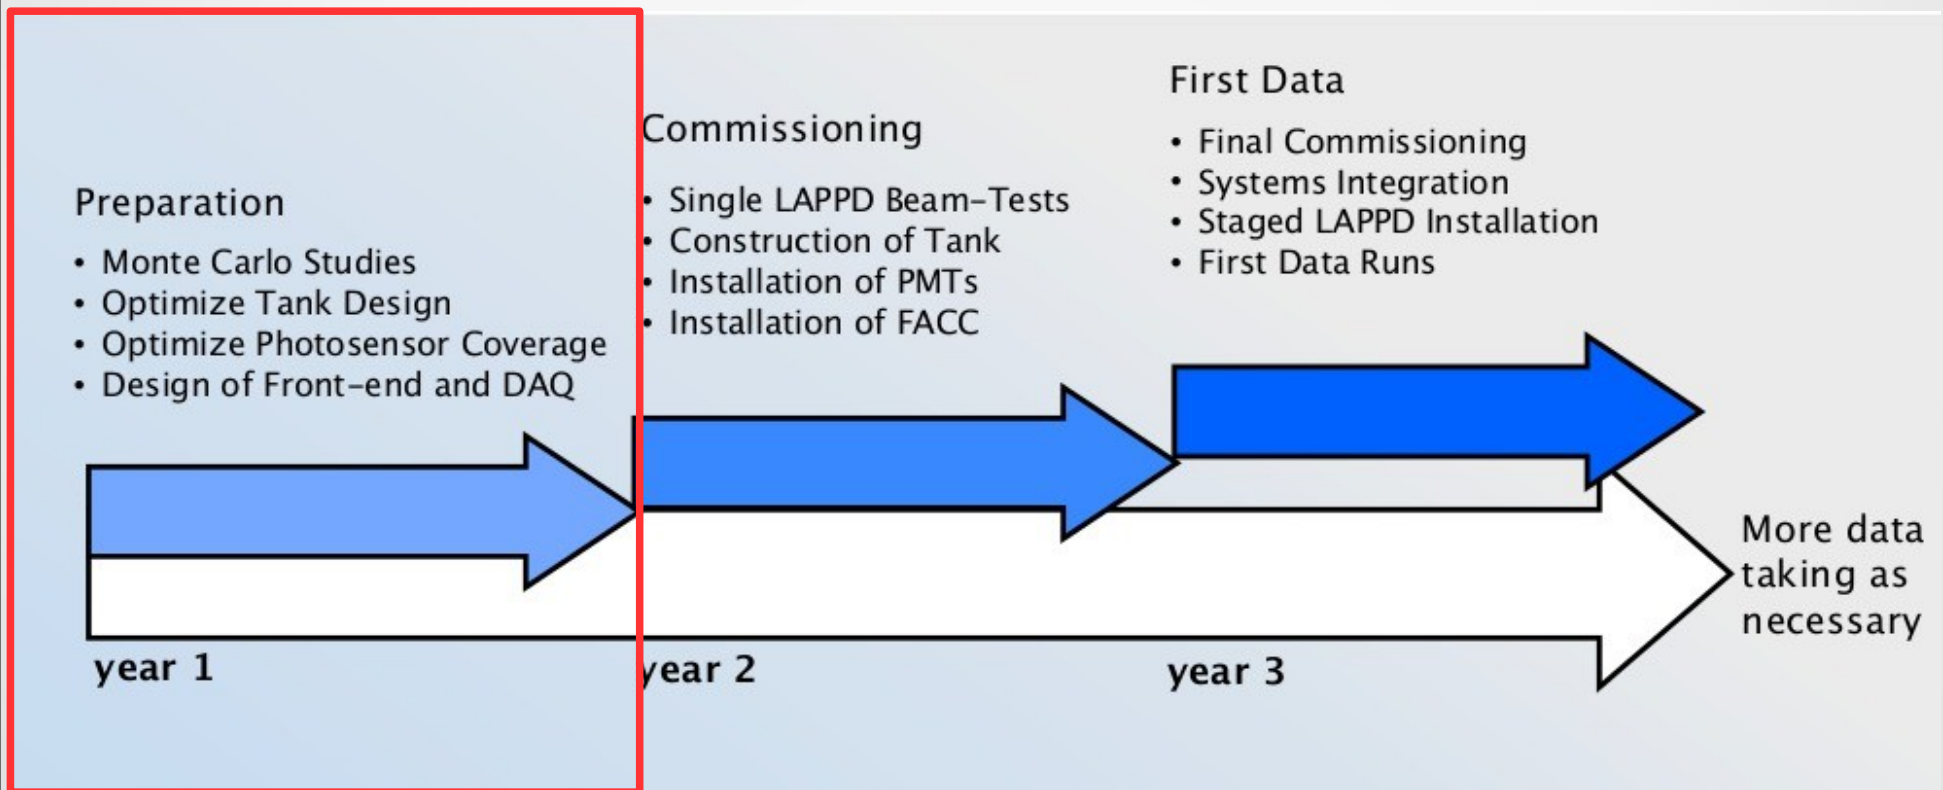 Preparation
• Monte Carlo Studies
• Optimize Tank Design
• Optimize Photosensor Coverage
• Design of Front-end and DAQ
Commissioning
• Single LAPPD Beam-Tests
• Construction of Tank
• Installation of PMTs
• Installation of FACC
First Data
• Final Commissioning
• Systems Integration
• Staged LAPPD Installation
• First Data Runs
More data
taking as
necessary
year 1
year 2
year 3